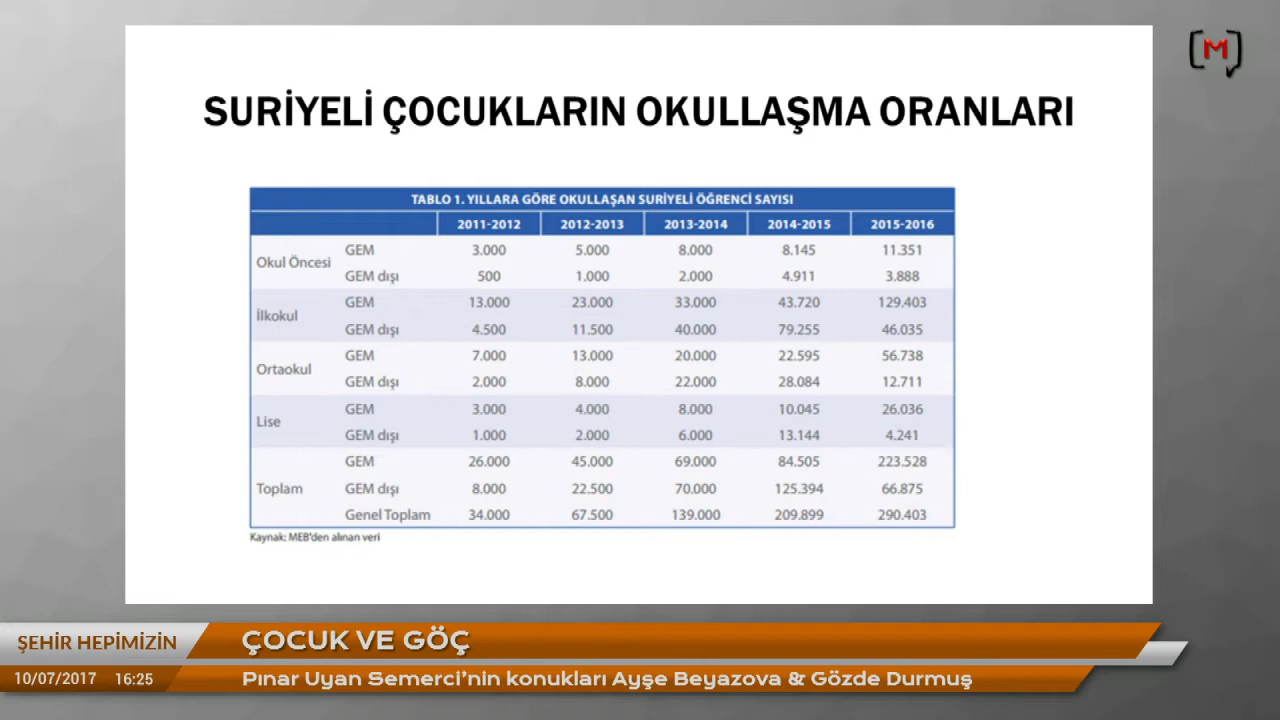 SURİYELİ ÇOCUKLARIN OKULLAŞMA ORANLARI
TABLO 1. YILLARA GÖRE OKULLAŞAN SURİYELİ ÖĞRENCİ SAYISI
2011-2012 2012-2013 2013-2014 2014-2015 2015-2016
Okul Öncesi GEM 3.000 5.000 8.000 8.145 11.351
GEM dışı 500 1.000 2.000 4.911 3.888
İlkokul GEM 13.000 23.000 33.000 43.720 129.403
GEM dışı 4.500 11.500 40.000 79.255 46.035
Ortaokul GEM 7.000 13.000 20.000 22.595 56.738
GEM dışı 2.000 8.000 22.000 28.084 12.711
Lise GEM 3.000 4.000 8.000 10.045 26.036
GEM dışı 1.000 2.000 6.000 13.144 4.241
Toplam GEM 26.000 45.000 69.000 84.505 223.528
GEM dışı 8.000 22.500 70.000 125.394 66.875
Genel Toplam 34.000 67.500 139.000 209.899 290.403
Kaynak: MEB'den alınan veri
M
ŞEHİR HEPİMİZİN
ÇOCUK VE GÖÇ
10/07/2017 16:25
Pınar Uyan Semerci'nin konukları Ayşe Beyazova & Gözde Durmuş